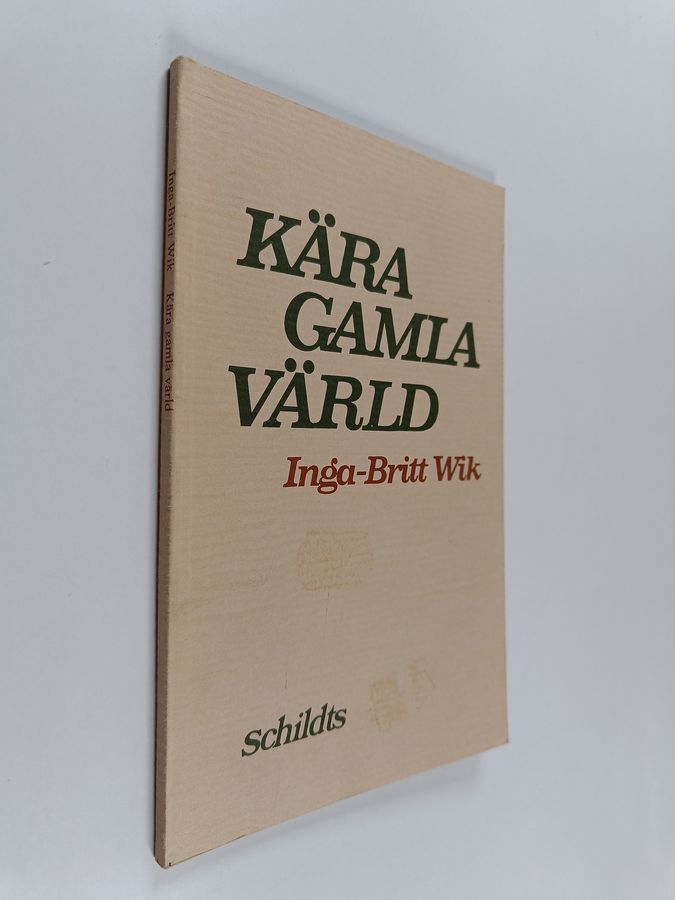 KÄRA
GAMLA
VÄRLD
Inga-Britt Wik
Schildts
Inga-Britt Wik Kära gamla värld